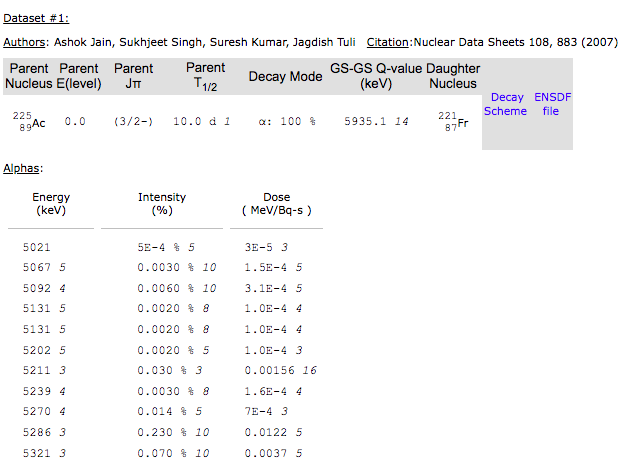 Dataset #1:
Authors: Ashok Jain, Sukhjeet Singh, Suresh Kumar, Jagdish Tuli Citation:Nuclear Data Sheets 108, 883 (2007)
Parent Nucleus Parent E(level) Parent Jπ Parent T1/2 Decay Mode GS-GS Q-value (keV) Daughter Nucleus
225 89 Ac 0.0 (3/2-) 10.0 d 1 α: 100 % 5935.1 14 221 87 Fr Decay Scheme ENSDF file
Alphas:
Energy (keV) Intensity (%) Dose ( MeV/Bq-s )
5021 5E-4 % 5 3E-5 3
5067 5 0.0030 % 10 1.5E-4 5
5092 4 0.0060 % 10 3.1E-4 5
5131 5 0.0020 % 8 1.0E-4 4
5131 5 0.0020 % 8 1.0E-4 4
5202 5 0.0020 % 5 1.0E-4 3
5211 3 0.030 % 3 0.00156 16
5239 4 0.0030 % 8 1.6E-4 4
5270 4 0.014 % 5 7E-4 3
5286 3 0.230 % 10 0.0122 5
5321 3 0.070 % 10 0.0037 5